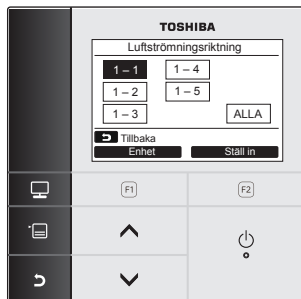 TOSHIBA
Luftströmningsriktning
1 – 1 1 – 4
1 – 2 1 – 5
1 – 3 ALLA
Tillbaka
Enhet Ställ in
F1 F2